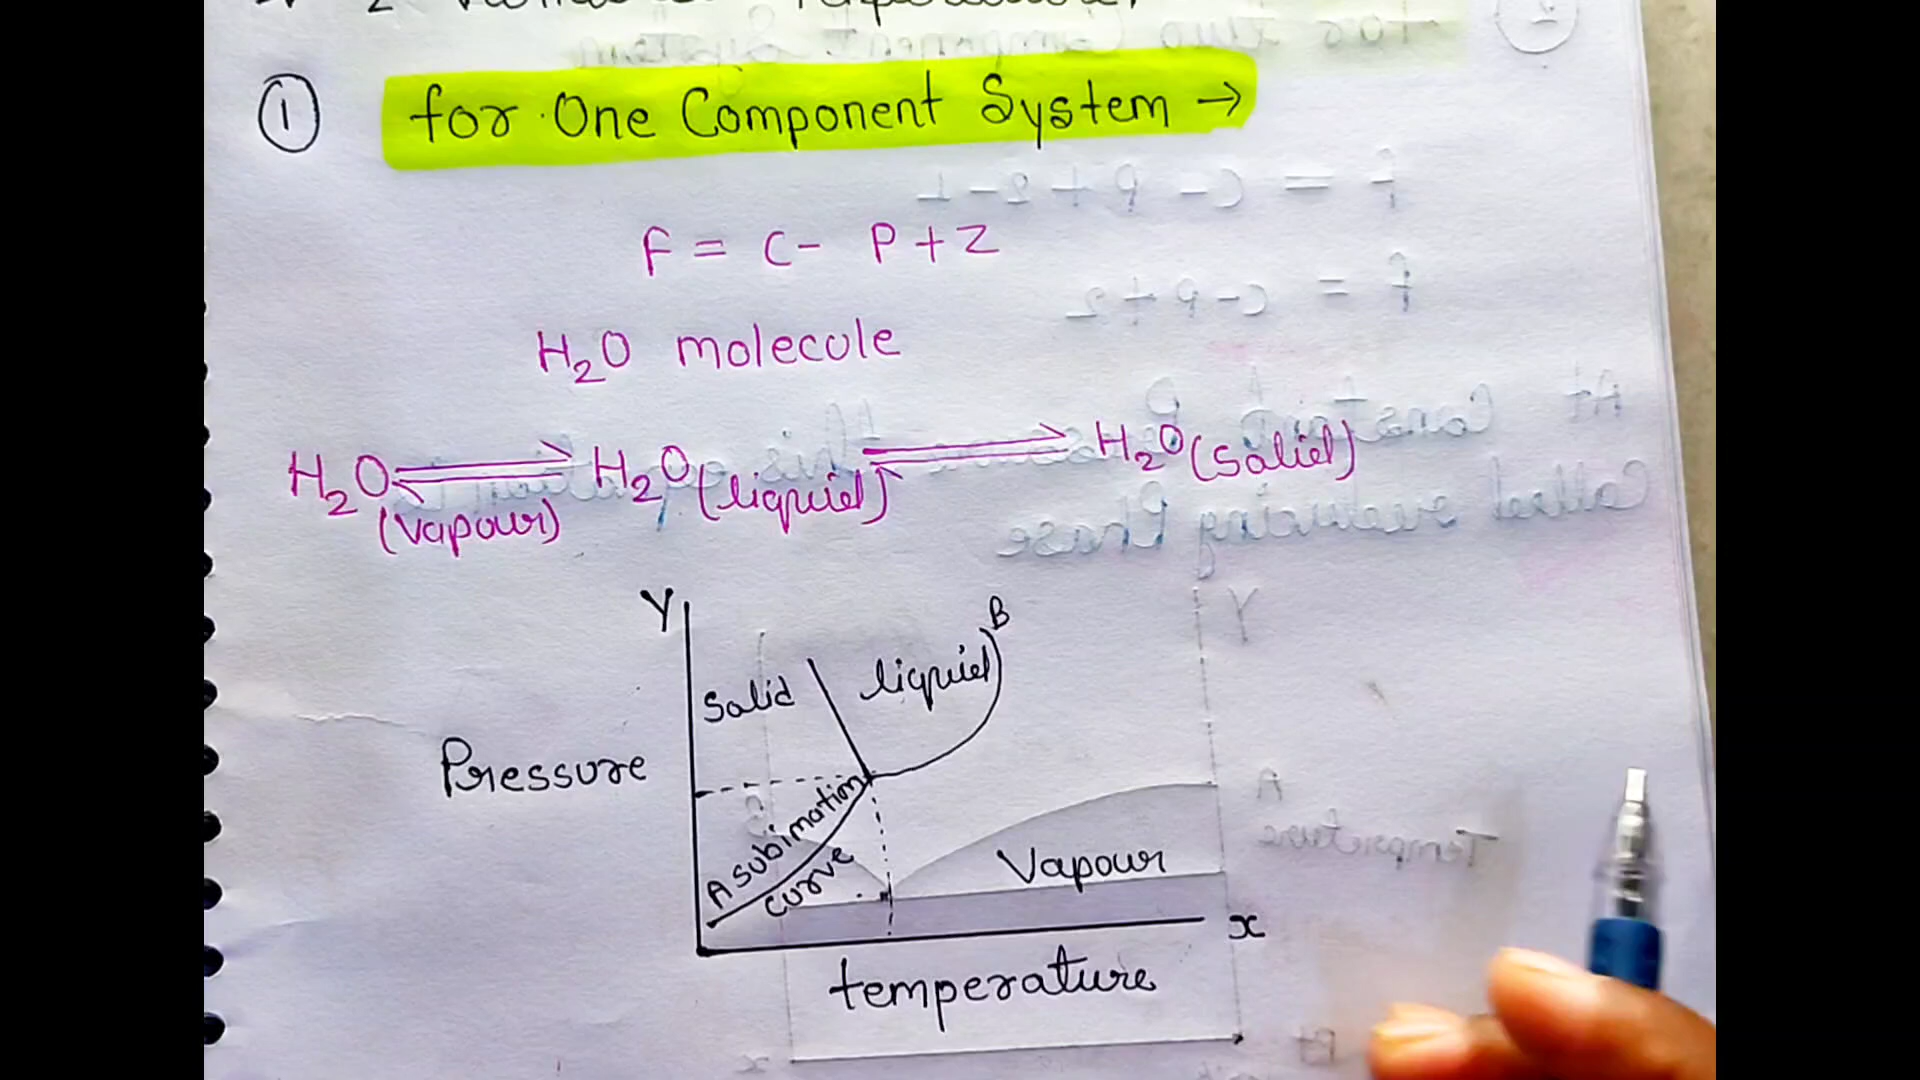 ① for One Component System →
F = C - P + 2
H₂O molecule
H₂O (Vapour) ⇌ H₂O (liquid) ⇌ H₂O (Solid)
Y
B
Solid
liquid
Pressure
A sublimation
curve
Vapour
x
temperature